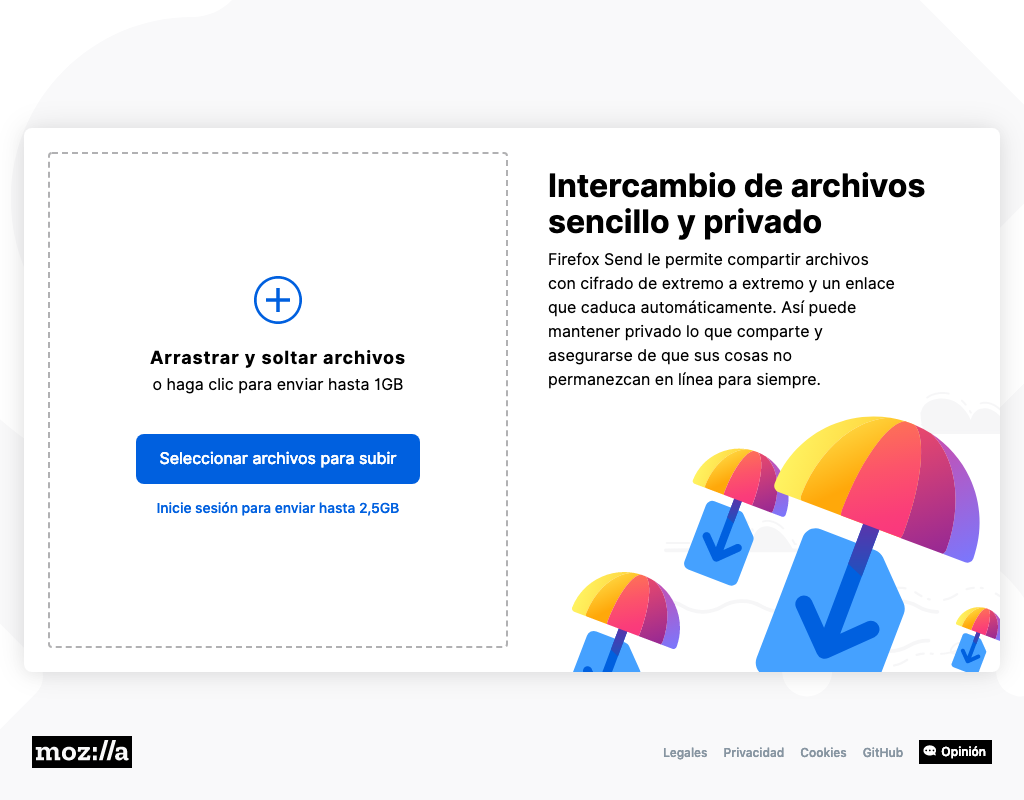 Arrastrar y soltar archivos
o haga clic para enviar hasta 1GB
Seleccionar archivos para subir
Inicie sesión para enviar hasta 2,5GB
Intercambio de archivos
sencillo y privado
Firefox Send le permite compartir archivos
con cifrado de extremo a extremo y un enlace
que caduca automáticamente. Así puede
mantener privado lo que comparte y
asegurarse de que sus cosas no
permanezcan en línea para siempre.
moz://a
Legales Privacidad Cookies GitHub Opinión